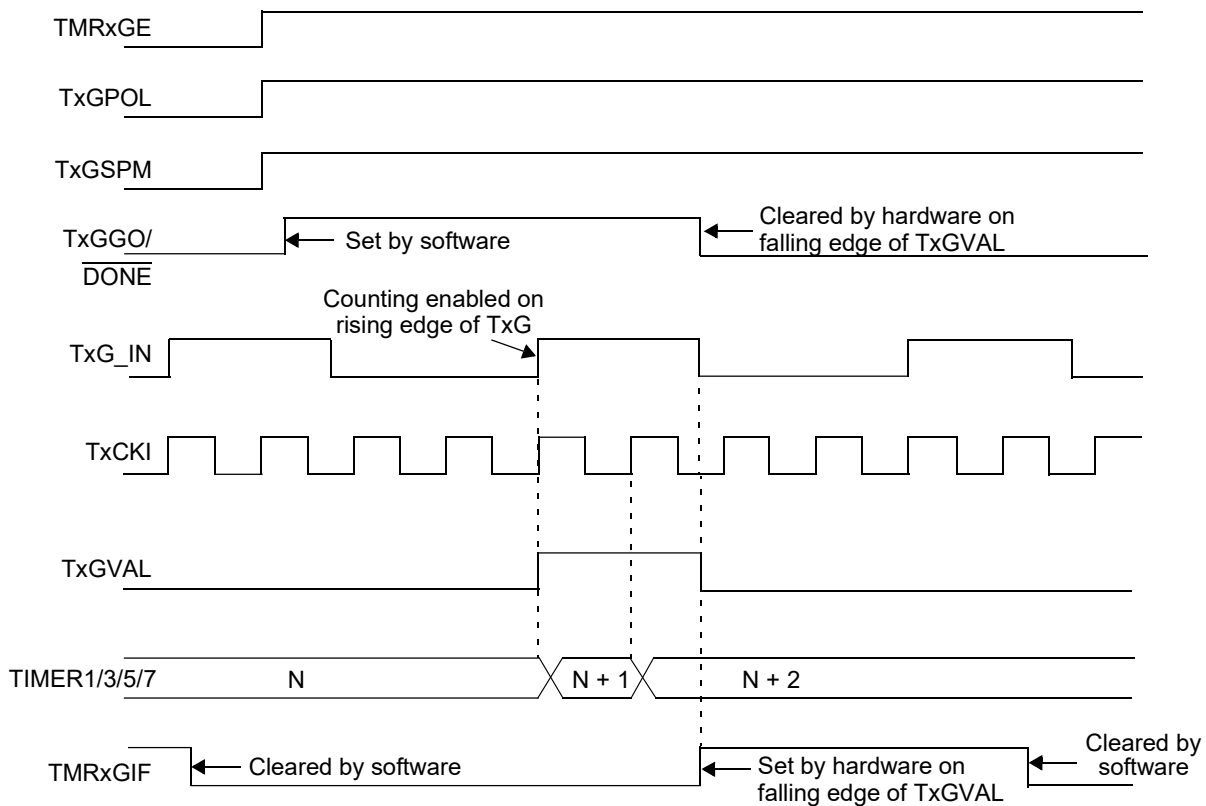 TMRxGE
TxGPOL
TxGSPM
TxGGO/
DONE
Set by software
Cleared by hardware on
falling edge of TxGVAL
Counting enabled on
rising edge of TxG
TxG_IN
TxCKI
TxGVAL
TIMER1/3/5/7
N
N + 1
N + 2
TMRxGIF
Cleared by software
Set by hardware on
falling edge of TxGVAL
Cleared by
software